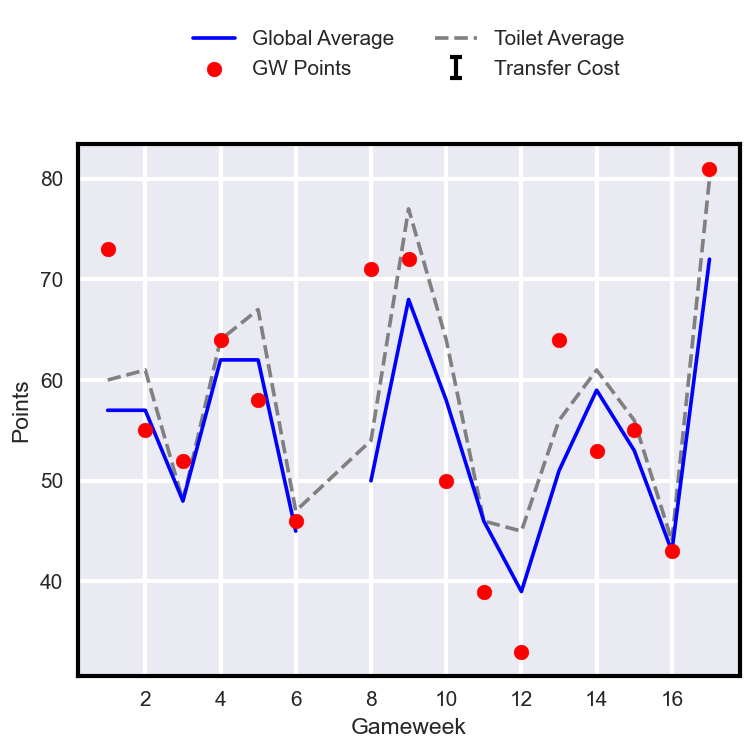 Global Average
Toilet Average
GW Points
Transfer Cost
80
70
60
50
40
Points
2 4 6 8 10 12 14 16
Gameweek